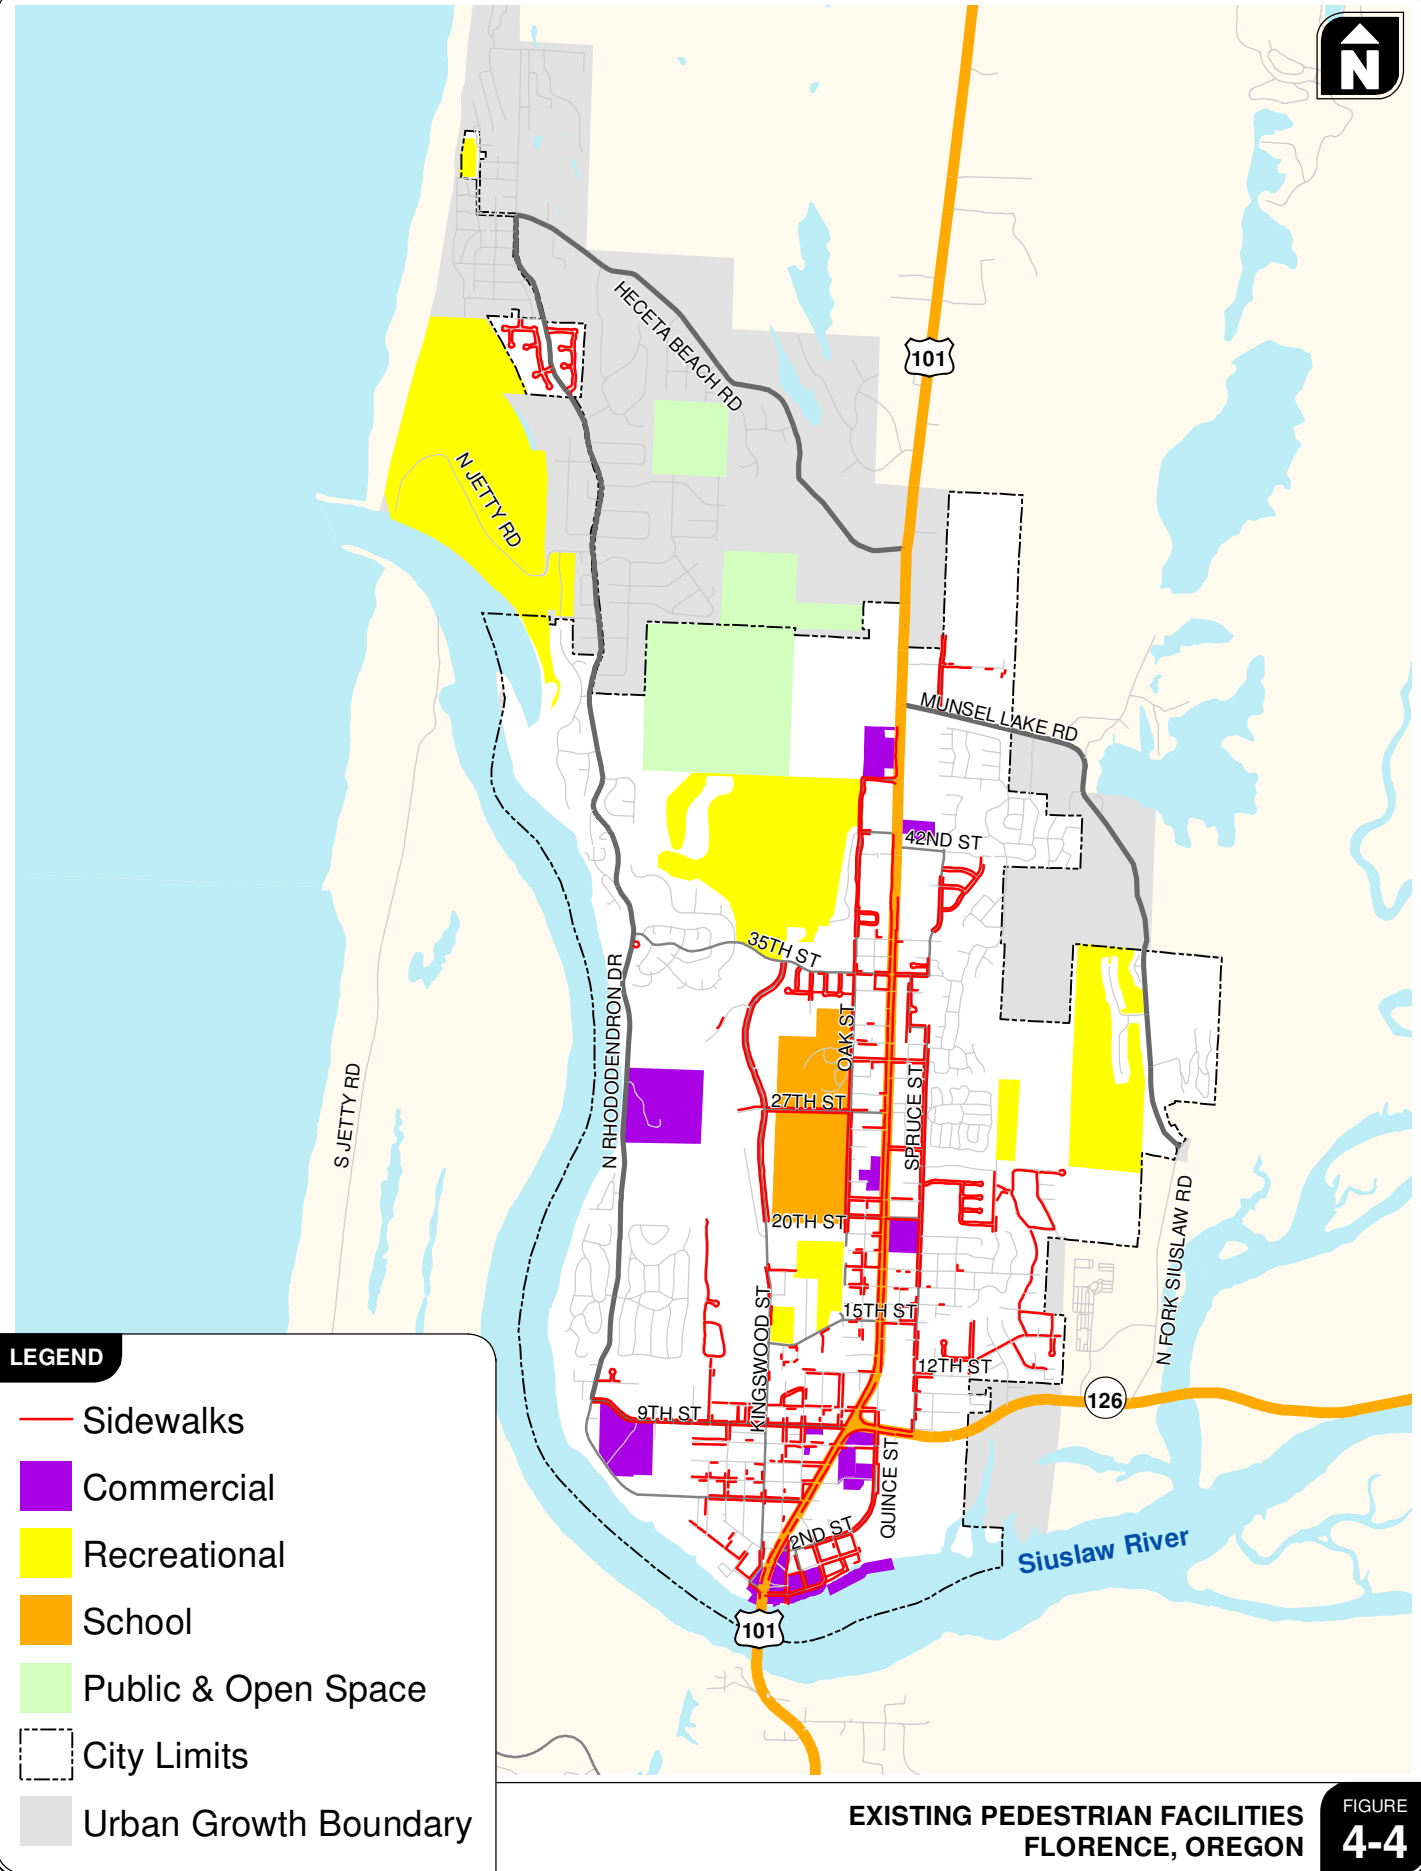 N
HECETA BEACH RD
101
N JETTY RD
MUNSEL LAKE RD
42ND ST
35TH ST
N RHODODENDRON DR
OAK ST
S JETTY RD
27TH ST
SPRUCE ST
20TH ST
N FORK SIUSLAW RD
KINGSWOOD ST
15TH ST
12TH ST
126
9TH ST
QUINCE ST
2ND ST
Siuslaw River
101
LEGEND
Sidewalks
Commercial
Recreational
School
Public & Open Space
City Limits
Urban Growth Boundary
EXISTING PEDESTRIAN FACILITIES
FLORENCE, OREGON
FIGURE
4-4